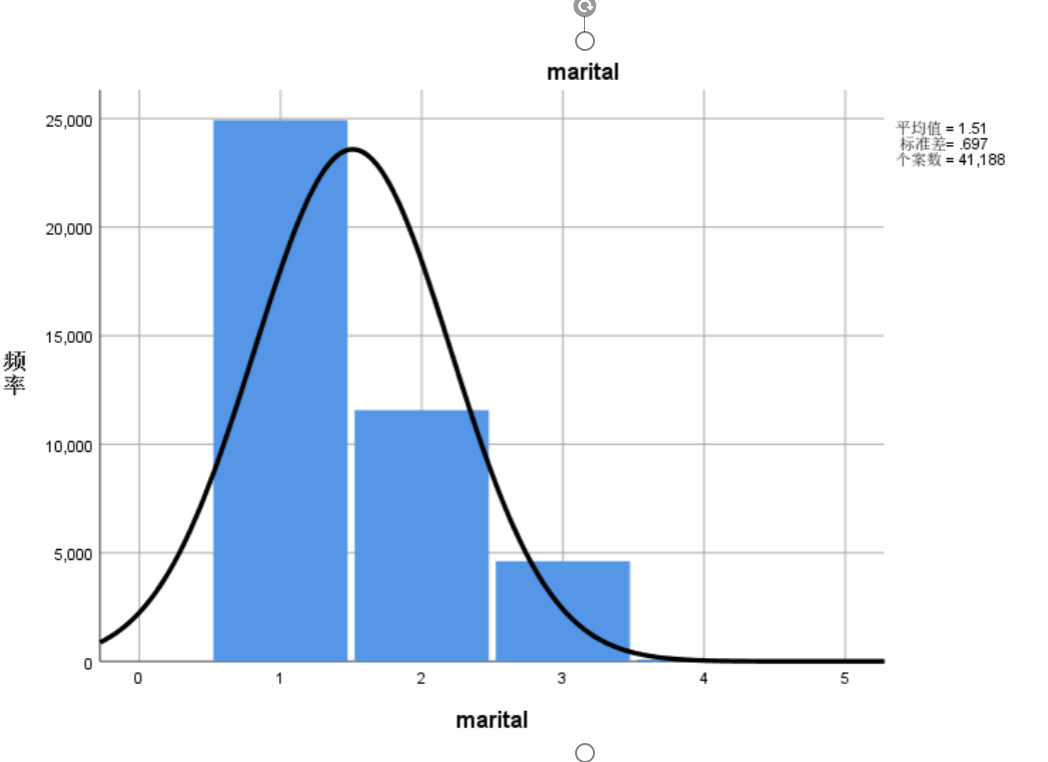 marital
25,000
20,000
15,000
10,000
5,000
0
频
率
0 1 2 3 4 5
marital
平均值 = 1.51
标准差= .697
个案数 = 41,188